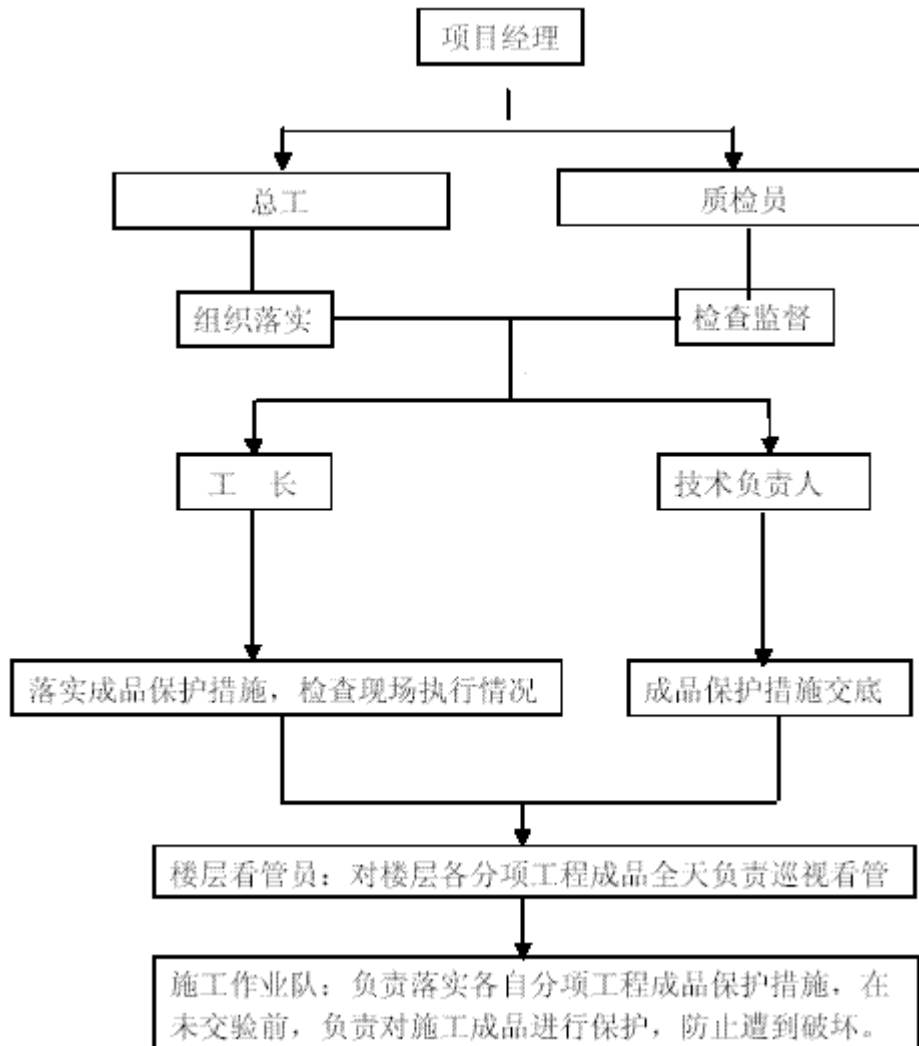 项目经理
总工
质检员
组织落实
检查监督
工 长
技术负责人
落实成品保护措施，检查现场执行情况
成品保护措施交底
楼层看管员：对楼层各分项工程成品全天负责巡视看管
施工作业队：负责落实各自分项工程成品保护措施，在
未交验前，负责对施工成品进行保护，防止遭到破坏。